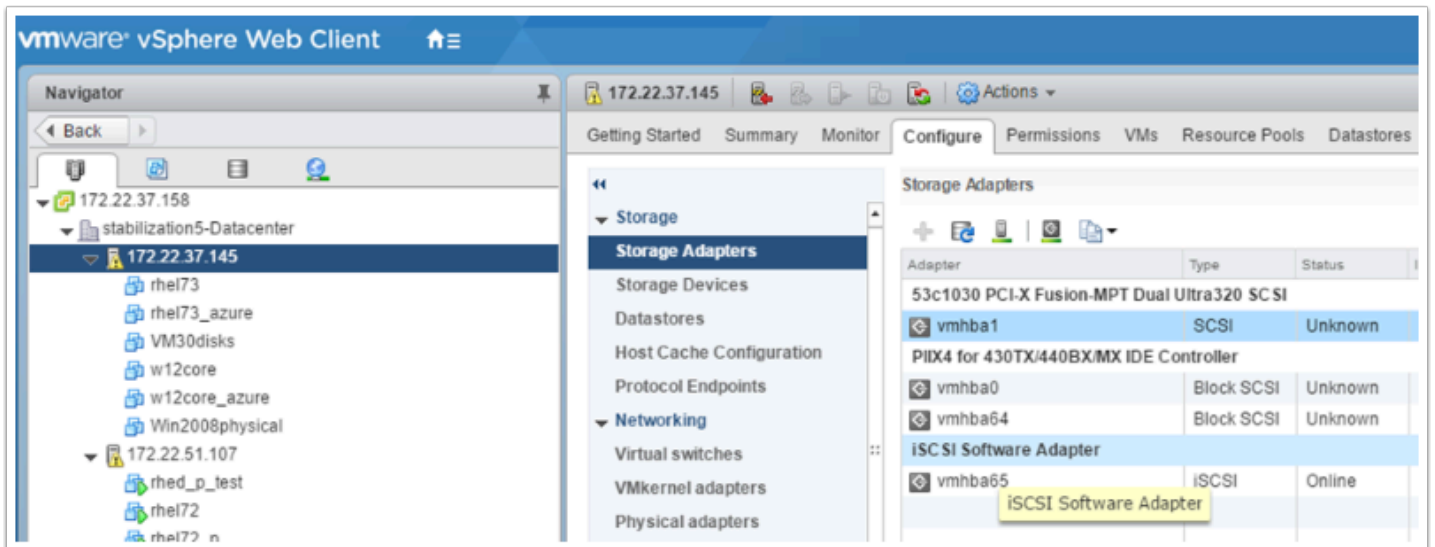 vmware vSphere Web Client
Navigator
Back
172.22.37.158
stabilization5-Datacenter
172.22.37.145
rhel73
rhel73_azure
VM30disks
w12core
w12core_azure
Win2008physical
172.22.51.107
rhed_p_test
rhel72
rhel72_p
172.22.37.145 Actions
Getting Started Summary Monitor Configure Permissions VMs Resource Pools Datastores
Storage
Storage Adapters
Storage Devices
Datastores
Host Cache Configuration
Protocol Endpoints
Networking
Virtual switches
VMkernel adapters
Physical adapters
Storage Adapters
Adapter Type Status
53c1030 PCI-X Fusion-MPT Dual Ultra320 SCSI
vmhba1 SCSI Unknown
PIIX4 for 430TX/440BX/MX IDE Controller
vmhba0 Block SCSI Unknown
vmhba64 Block SCSI Unknown
iSCSI Software Adapter
vmhba65 iSCSI Online
iSCSI Software Adapter